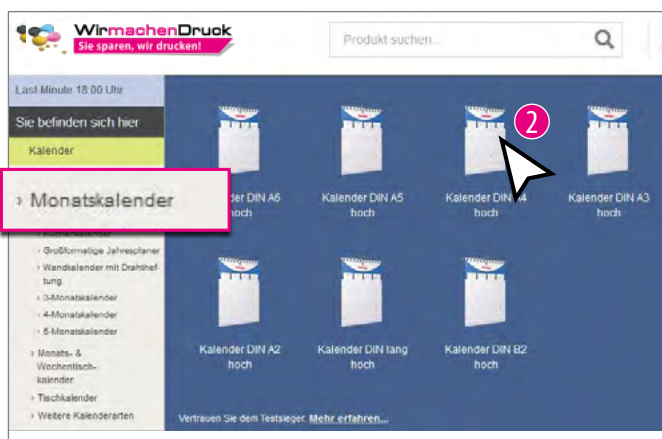 WirmachenDruck
Sie sparen, wir drucken!
Produkt suchen...
Last-Minute 18:00 Uhr
Sie befinden sich hier
Kalender
› Monatskalender
› Küchenkalender
› Großformatige Jahresplaner
› Wandkalender mit Drahthef-
tung
› 3-Monatskalender
› 4-Monatskalender
› 6-Monatskalender
› Monats- &
Wochentisch-
kalender
› Tischkalender
› Weitere Kalenderarten
2
der DIN A6
hoch
Kalender DIN A5
hoch
Kalender DIN A4
hoch
Kalender DIN A3
hoch
Kalender DIN A2
hoch
Kalender DIN lang
hoch
Kalender DIN B2
hoch
Vertrauen Sie dem Testsieger. Mehr erfahren...